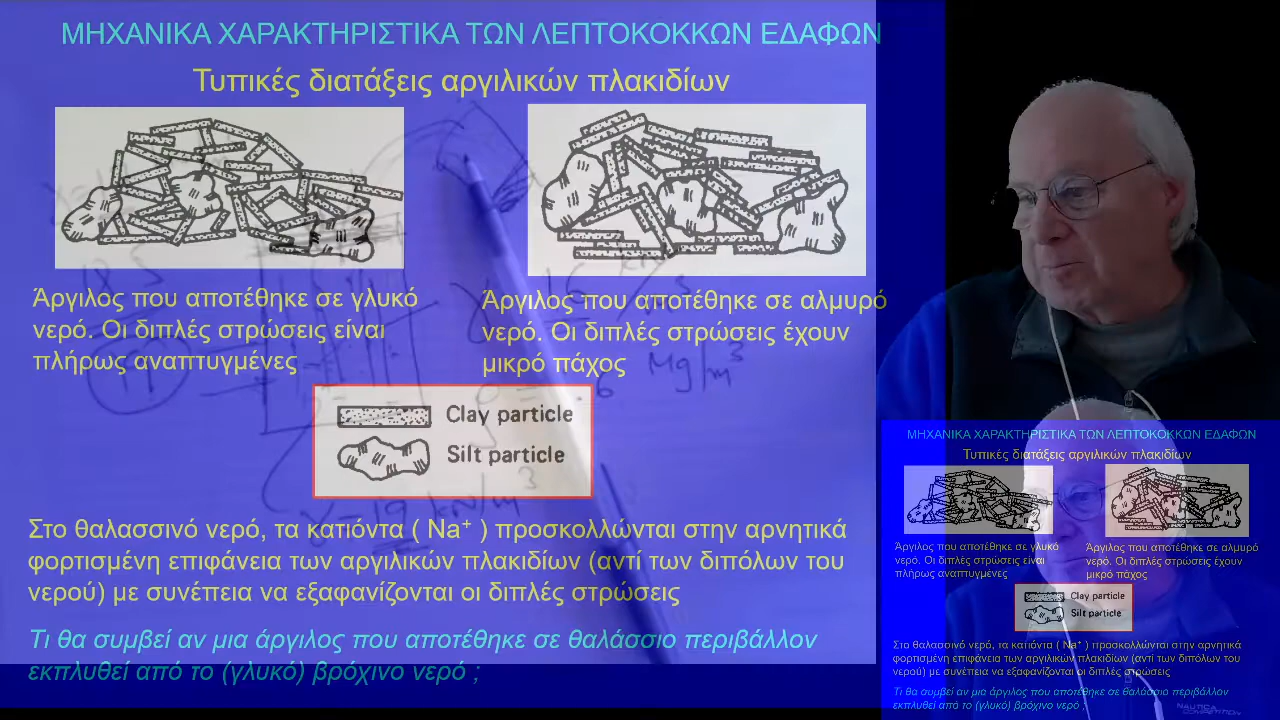 ΜΗΧΑΝΙΚΑ ΧΑΡΑΚΤΗΡΙΣΤΙΚΑ ΤΩΝ ΛΕΠΤΟΚΟΚΚΩΝ ΕΔΑΦΩΝ
Τυπικές διατάξεις αργιλικών πλακιδίων
Άργιλος που αποτέθηκε σε γλυκό
νερό. Οι διπλές στρώσεις είναι
πλήρως αναπτυγμένες
Άργιλος που αποτέθηκε σε αλμυρό
νερό. Οι διπλές στρώσεις έχουν
μικρό πάχος
Mg/m³
Clay particle
Silt particle
γ=19 kN/m³
Στο θαλασσινό νερό, τα κατιόντα ( Na⁺ ) προσκολλώνται στην αρνητικά
φορτισμένη επιφάνεια των αργιλικών πλακιδίων (αντί των διπόλων του
νερού) με συνέπεια να εξαφανίζονται οι διπλές στρώσεις
Τι θα συμβεί αν μια άργιλος που αποτέθηκε σε θαλάσσιο περιβάλλον
εκπλυθεί από το (γλυκό) βρόχινο νερό ;
ΜΗΧΑΝΙΚΑ ΧΑΡΑΚΤΗΡΙΣΤΙΚΑ ΤΩΝ ΛΕΠΤΟΚΟΚΚΩΝ ΕΔΑΦΩΝ
Τυπικές διατάξεις αργιλικών πλακιδίων
Άργιλος που αποτέθηκε σε γλυκό
νερό. Οι διπλές στρώσεις είναι
πλήρως αναπτυγμένες
Άργιλος που αποτέθηκε σε αλμυρό
νερό. Οι διπλές στρώσεις έχουν
μικρό πάχος
Clay particle
Silt particle
Στο θαλασσινό νερό, τα κατιόντα ( Na⁺ ) προσκολλώνται στην αρνητικά
φορτισμένη επιφάνεια των αργιλικών πλακιδίων (αντί των διπόλων του
νερού) με συνέπεια να εξαφανίζονται οι διπλές στρώσεις
Τι θα συμβεί αν μια άργιλος που αποτέθηκε σε θαλάσσιο περιβάλλον
εκπλυθεί από το (γλυκό) βρόχινο νερό ;
NAUTICA
COMPETITION